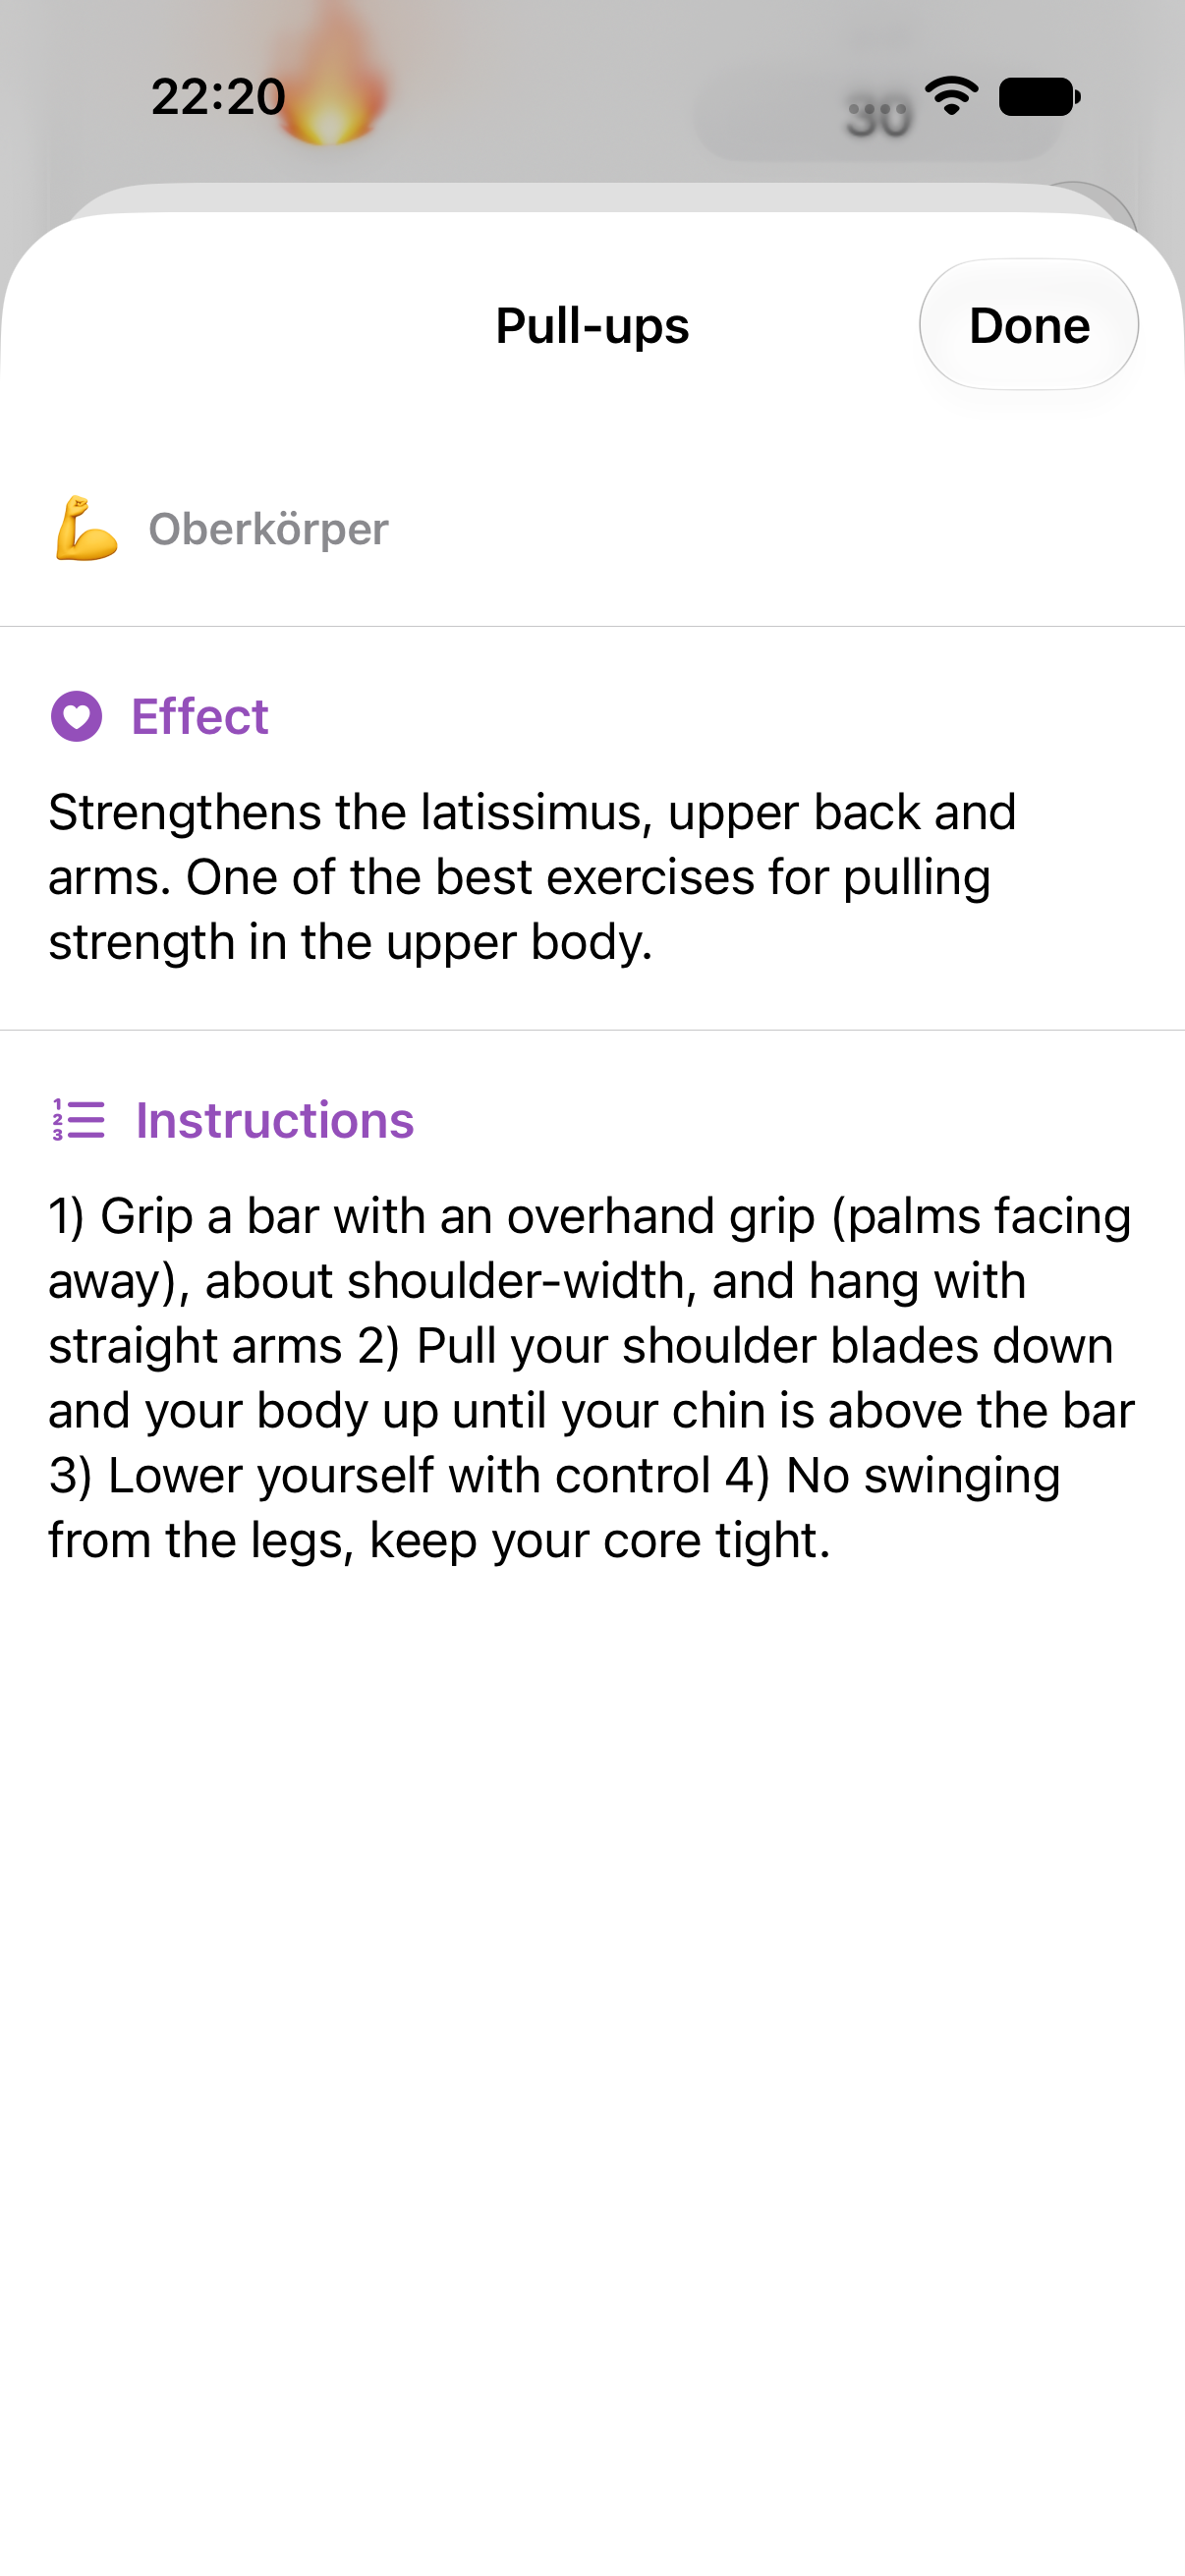 22:20
30
Pull-ups
Done
Oberkörper
Effect
Strengthens the latissimus, upper back and
arms. One of the best exercises for pulling
strength in the upper body.
Instructions
1) Grip a bar with an overhand grip (palms facing
away), about shoulder-width, and hang with
straight arms 2) Pull your shoulder blades down
and your body up until your chin is above the bar
3) Lower yourself with control 4) No swinging
from the legs, keep your core tight.